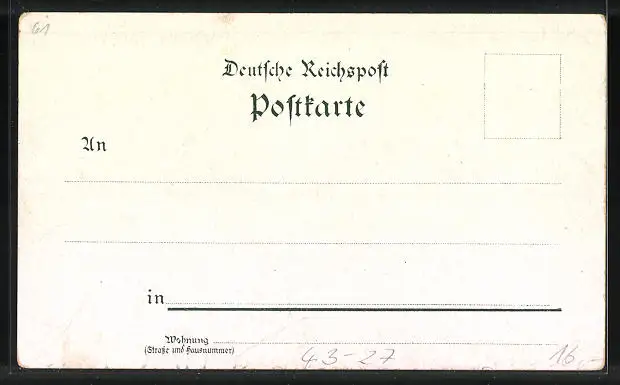 61
Deutſche Reichspoſt
Poſtkarte
An
in
Wohnung
(Straße und Hausnummer)
43-27 16,-